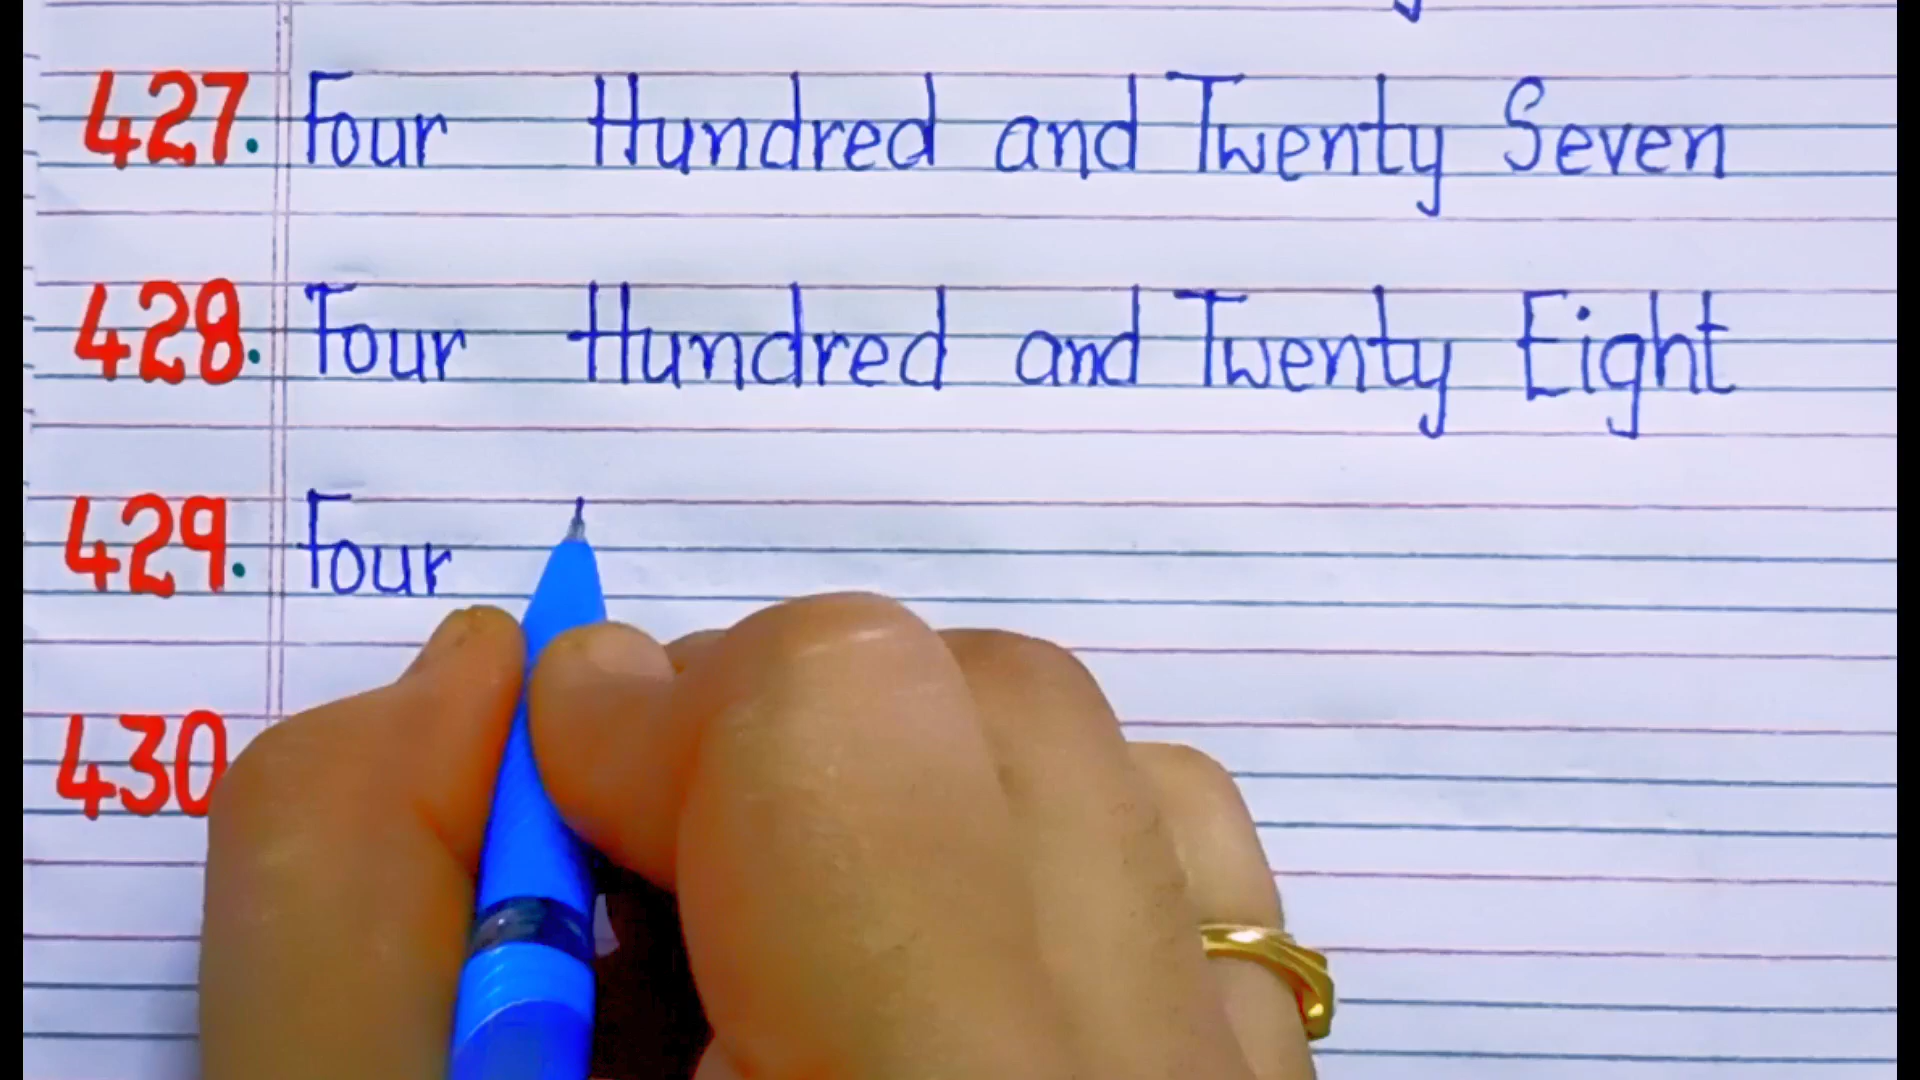 427. Four Hundred and Twenty Seven
428. Four Hundred and Twenty Eight
429. Four
430